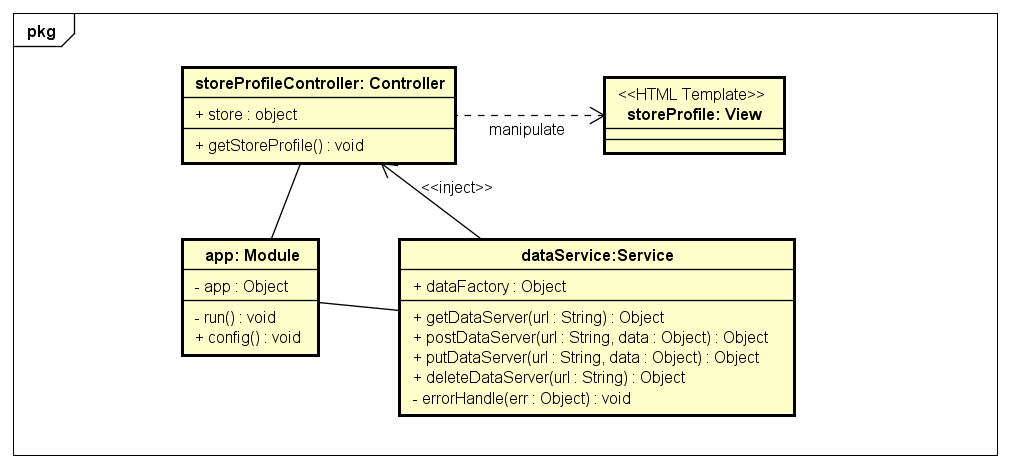 pkg
storeProfileController: Controller
+ store : object
+ getStoreProfile() : void
manipulate
<<HTML Template>>
storeProfile: View
<<inject>>
app: Module
- app : Object
- run() : void
+ config() : void
dataService:Service
+ dataFactory : Object
+ getDataServer(url : String) : Object
+ postDataServer(url : String, data : Object) : Object
+ putDataServer(url : String, data : Object) : Object
+ deleteDataServer(url : String) : Object
- errorHandle(err : Object) : void